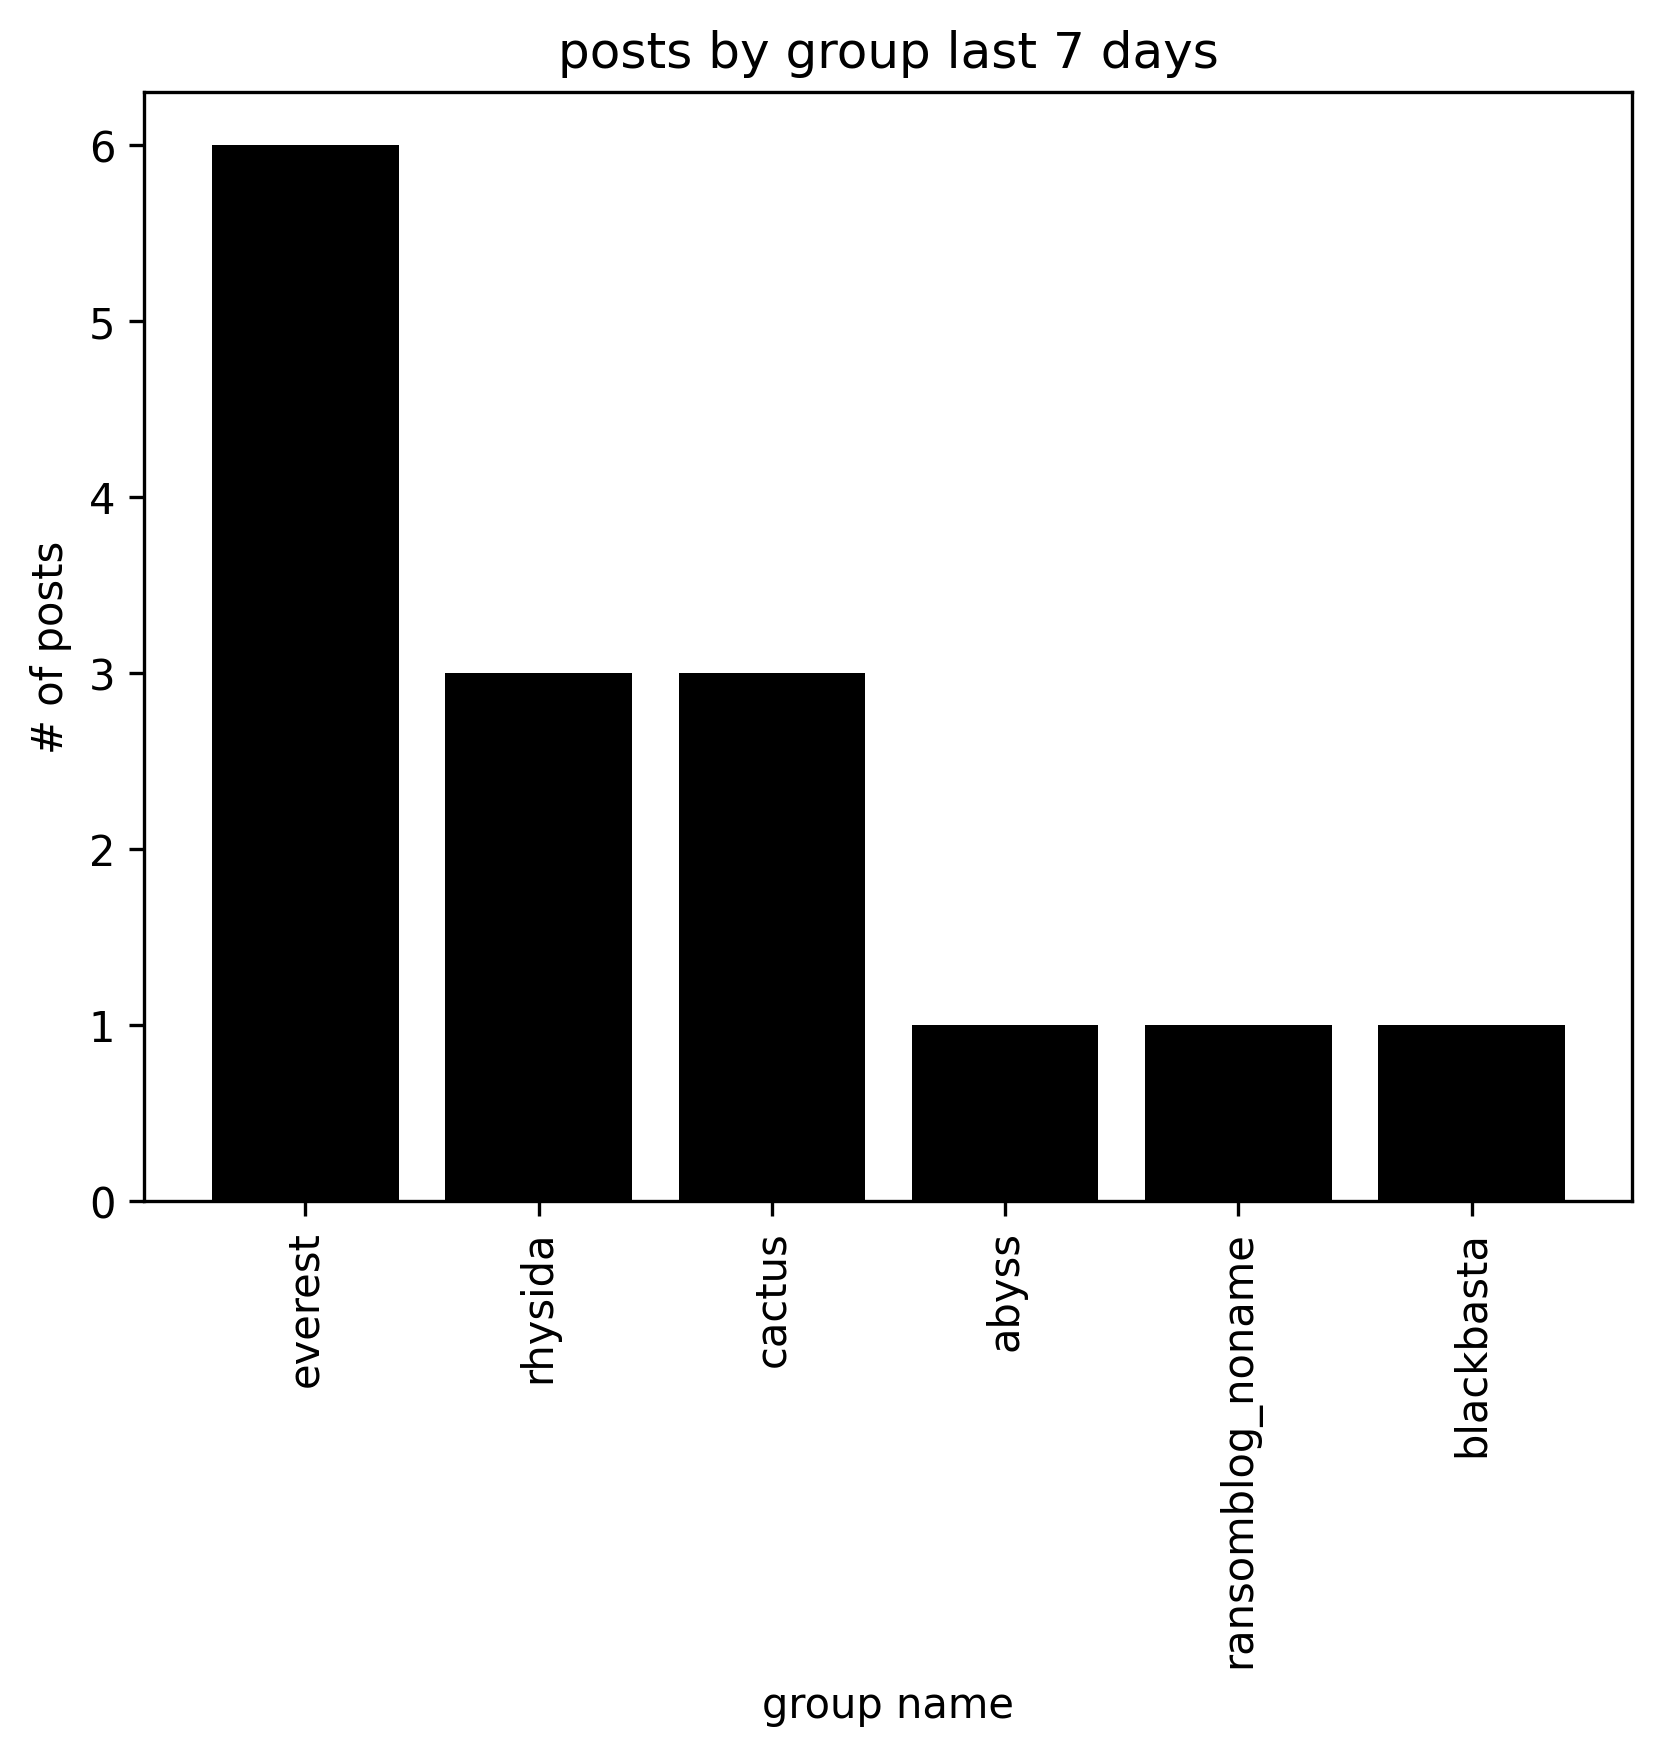 posts by group last 7 days
# of posts
6
5
4
3
2
1
0
everest
rhysida
cactus
abyss
ransomblog_noname
blackbasta
group name